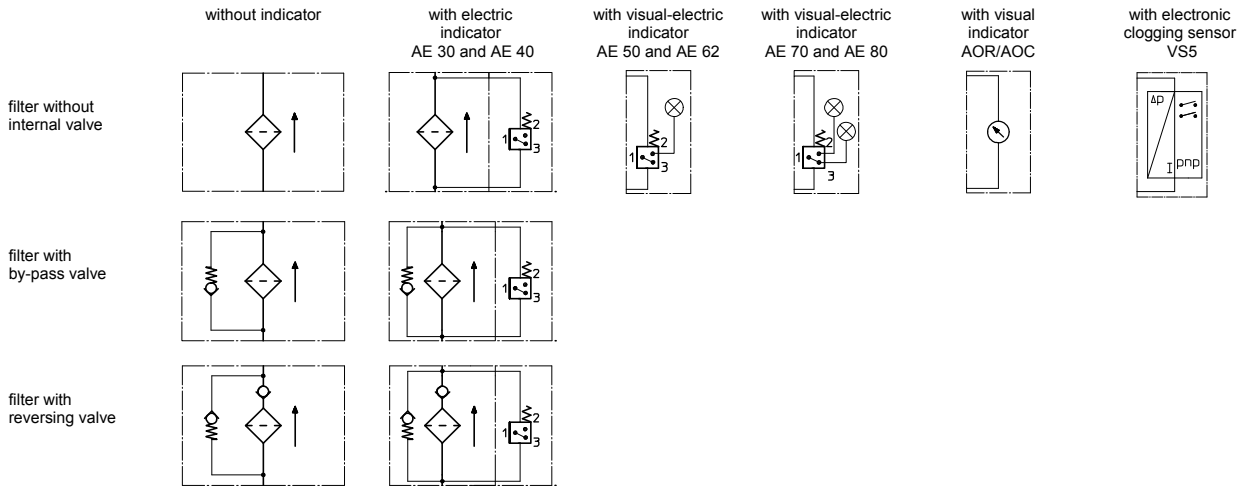 without indicator
with electric
indicator
AE 30 and AE 40
with visual-electric
indicator
AE 50 and AE 62
with visual-electric
indicator
AE 70 and AE 80
with visual
indicator
AOR/AOC
with electronic
clogging sensor
VS5
filter without
internal valve
1
2
3
1
2
3
1
2
3
Δp
I
pnp
filter with
by-pass valve
1
2
3
filter with
reversing valve
1
2
3